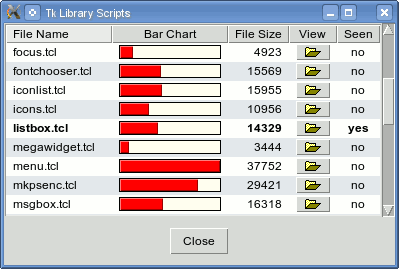 Tk Library Scripts
File Name Bar Chart File Size View Seen
focus.tcl 4923 no
fontchooser.tcl 15569 no
iconlist.tcl 15955 no
icons.tcl 10956 no
listbox.tcl 14329 yes
megawidget.tcl 3444 no
menu.tcl 37752 no
mkpsenc.tcl 29421 no
msgbox.tcl 16318 no
Close